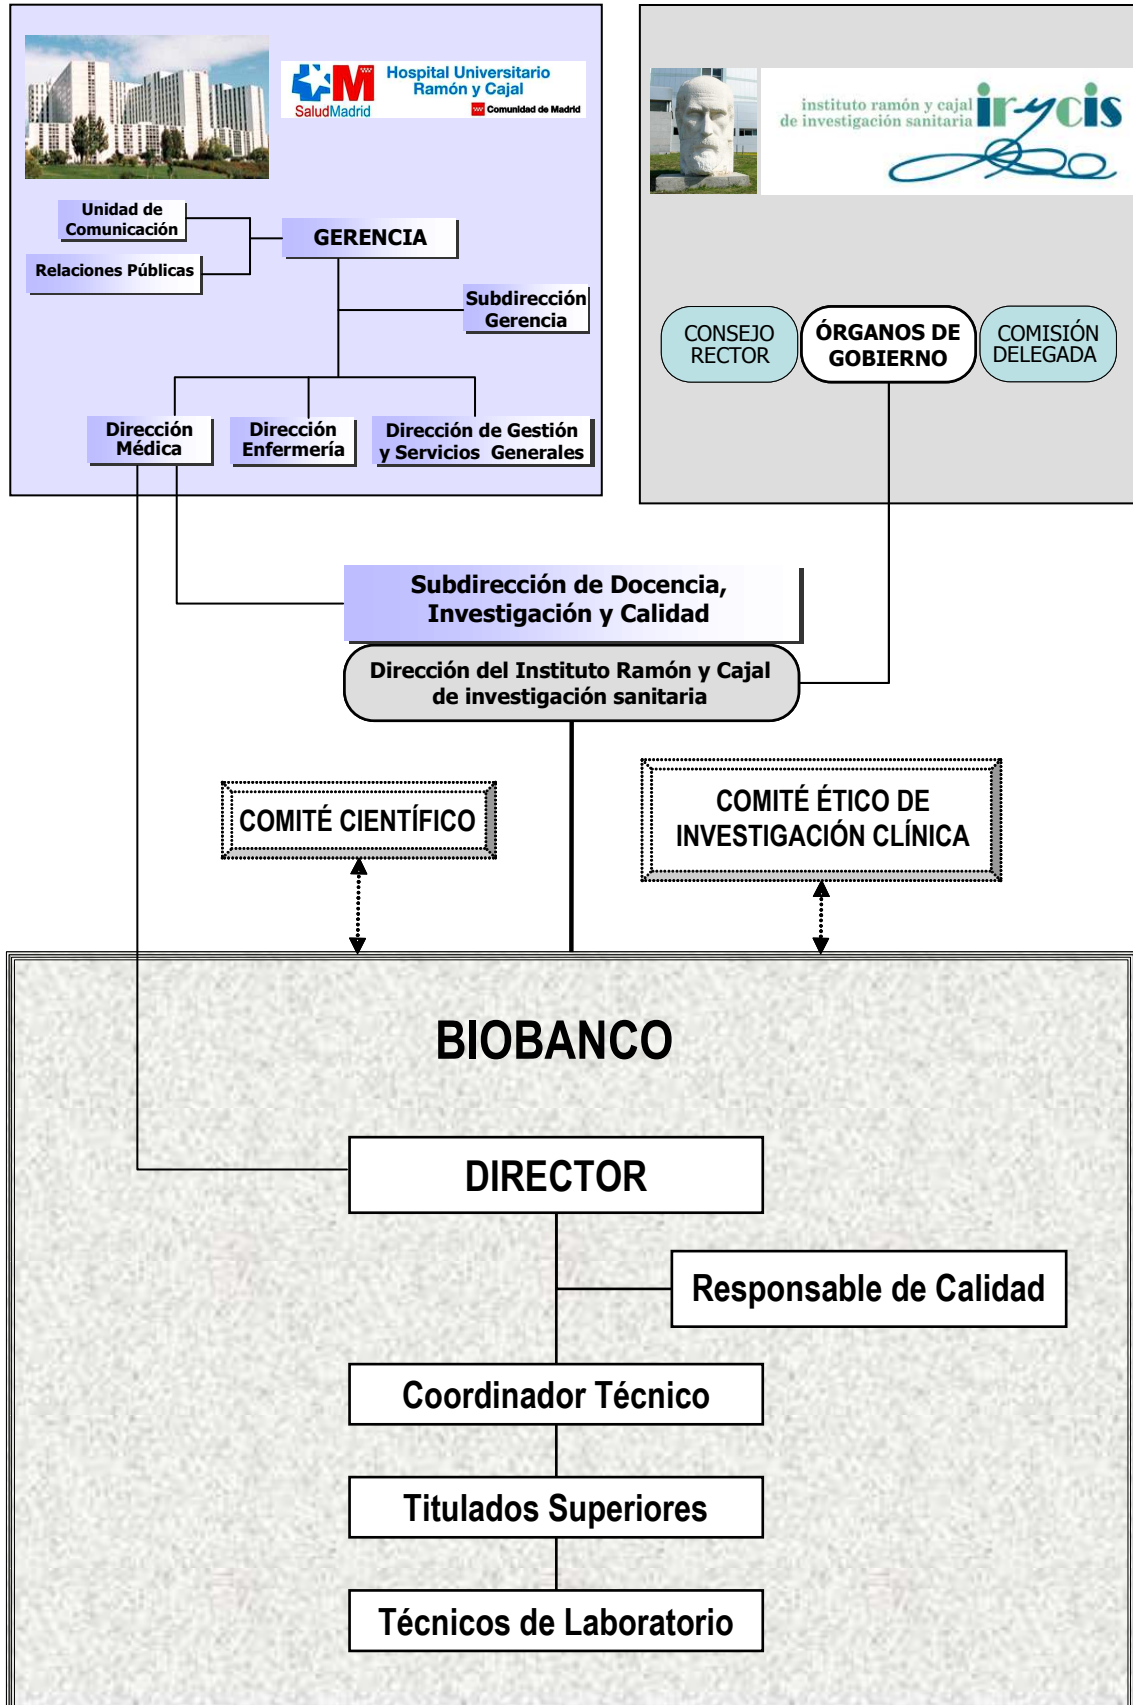 SaludMadrid
Hospital Universitario
Ramón y Cajal
Comunidad de Madrid
instituto ramón y cajal
de investigación sanitaria
irycis
Unidad de
Comunicación
Relaciones Públicas
GERENCIA
Subdirección
Gerencia
Dirección
Médica
Dirección
Enfermería
Dirección de Gestión
y Servicios Generales
CONSEJO
RECTOR
ÓRGANOS DE
GOBIERNO
COMISIÓN
DELEGADA
Subdirección de Docencia,
Investigación y Calidad
Dirección del Instituto Ramón y Cajal
de investigación sanitaria
COMITÉ CIENTÍFICO
COMITÉ ÉTICO DE
INVESTIGACIÓN CLÍNICA
BIOBANCO
DIRECTOR
Responsable de Calidad
Coordinador Técnico
Titulados Superiores
Técnicos de Laboratorio